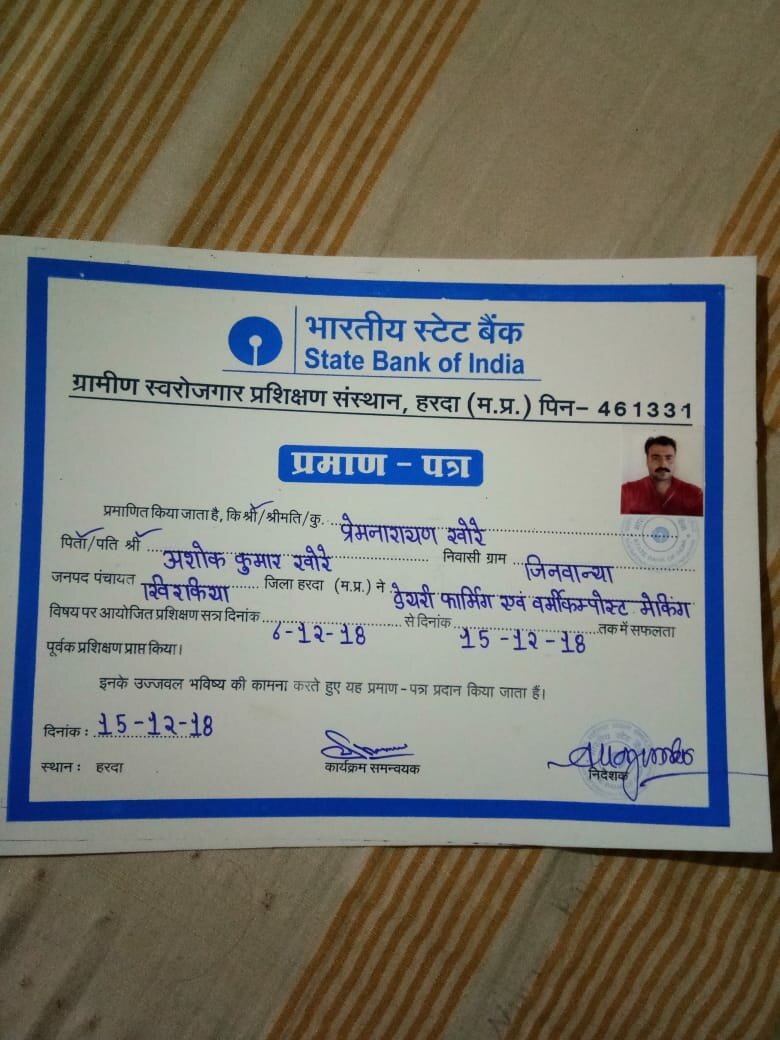 भारतीय स्टेट बैंक
State Bank of India
ग्रामीण स्वरोजगार प्रशिक्षण संस्थान, हरदा (म.प्र.) पिन– 461331
प्रमाण – पत्र
प्रमाणित किया जाता है, कि श्री/श्रीमति/कु. प्रेमनारायण खोरे
पिता/पति श्री अशोक कुमार खोरे निवासी ग्राम जिनवान्या
जनपद पंचायत खिरकिया जिला हरदा (म.प्र.) ने डेयरी फार्मिग एवं वर्मीकम्पोस्ट मेकिंग
विषय पर आयोजित प्रशिक्षण सत्र दिनांक 6-12-18 से दिनांक 15-12-18 तक में सफलता
पूर्वक प्रशिक्षण प्राप्त किया।
इनके उज्जवल भविष्य की कामना करते हुए यह प्रमाण–पत्र प्रदान किया जाता हैं।
दिनांक : 15-12-18
स्थान : हरदा
कार्यक्रम समन्वयक
निदेशक